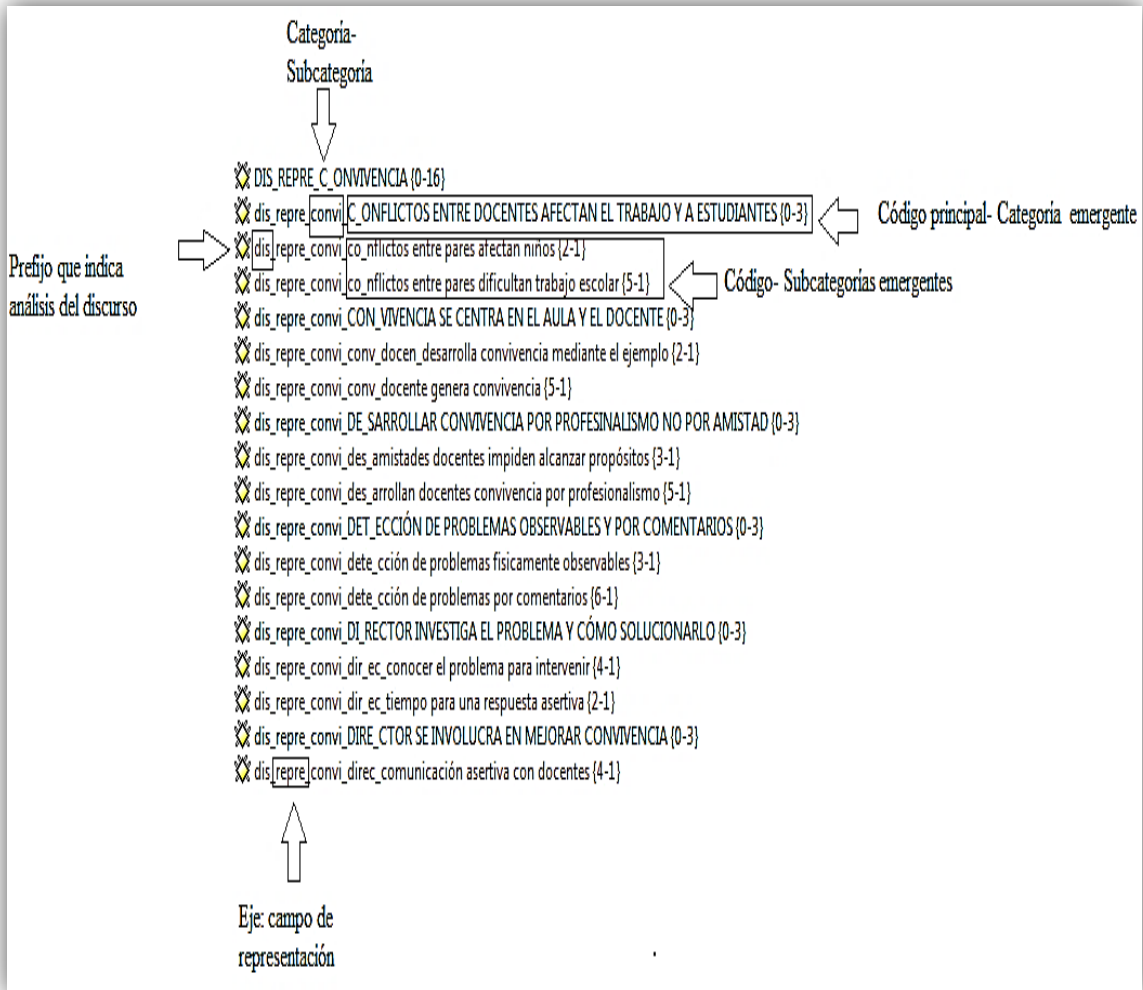 Categoría-
Subcategoría
DIS_REPRE_C_ONVIVENCIA {0-16}
dis_repre_convi_C_ONFLICTOS ENTRE DOCENTES AFECTAN EL TRABAJO Y A ESTUDIANTES {0-3}
Código principal- Categoría emergente
dis_repre_convi_co_nflictos entre pares afectan niños {2-1}
Prefijo que indica
análisis del discurso
dis_repre_convi_co_nflictos entre pares dificultan trabajo escolar {5-1}
Código- Subcategorías emergentes
dis_repre_convi_CON_VIVENCIA SE CENTRA EN EL AULA Y EL DOCENTE {0-3}
dis_repre_convi_conv_docen_desarrolla convivencia mediante el ejemplo {2-1}
dis_repre_convi_conv_docente genera convivencia {5-1}
dis_repre_convi_DE_SARROLLAR CONVIVENCIA POR PROFESINALISMO NO POR AMISTAD {0-3}
dis_repre_convi_des_amistades docentes impiden alcanzar propósitos {3-1}
dis_repre_convi_des_arrollan docentes convivencia por profesionalismo {5-1}
dis_repre_convi_DET_ECCIÓN DE PROBLEMAS OBSERVABLES Y POR COMENTARIOS {0-3}
dis_repre_convi_dete_cción de problemas fisicamente observables {3-1}
dis_repre_convi_dete_cción de problemas por comentarios {6-1}
dis_repre_convi_DI_RECTOR INVESTIGA EL PROBLEMA Y CÓMO SOLUCIONARLO {0-3}
dis_repre_convi_dir_ec_conocer el problema para intervenir {4-1}
dis_repre_convi_dir_ec_tiempo para una respuesta asertiva {2-1}
dis_repre_convi_DIRE_CTOR SE INVOLUCRA EN MEJORAR CONVIVENCIA {0-3}
dis_repre_convi_direc_comunicación asertiva con docentes {4-1}
Eje: campo de
representación